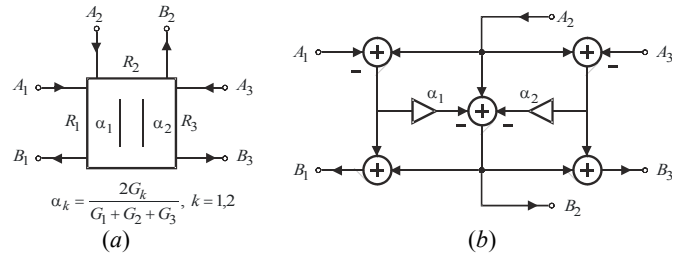 A₂ B₂
R₂
A₁ A₃
R₁ α₁ α₂ R₃
B₁ B₃
αₖ = 2Gₖ / (G₁ + G₂ + G₃), k = 1,2
(a)
A₂
A₁ + + A₃
− −
α₁ + α₂
− −
B₁ + + B₃
B₂
(b)